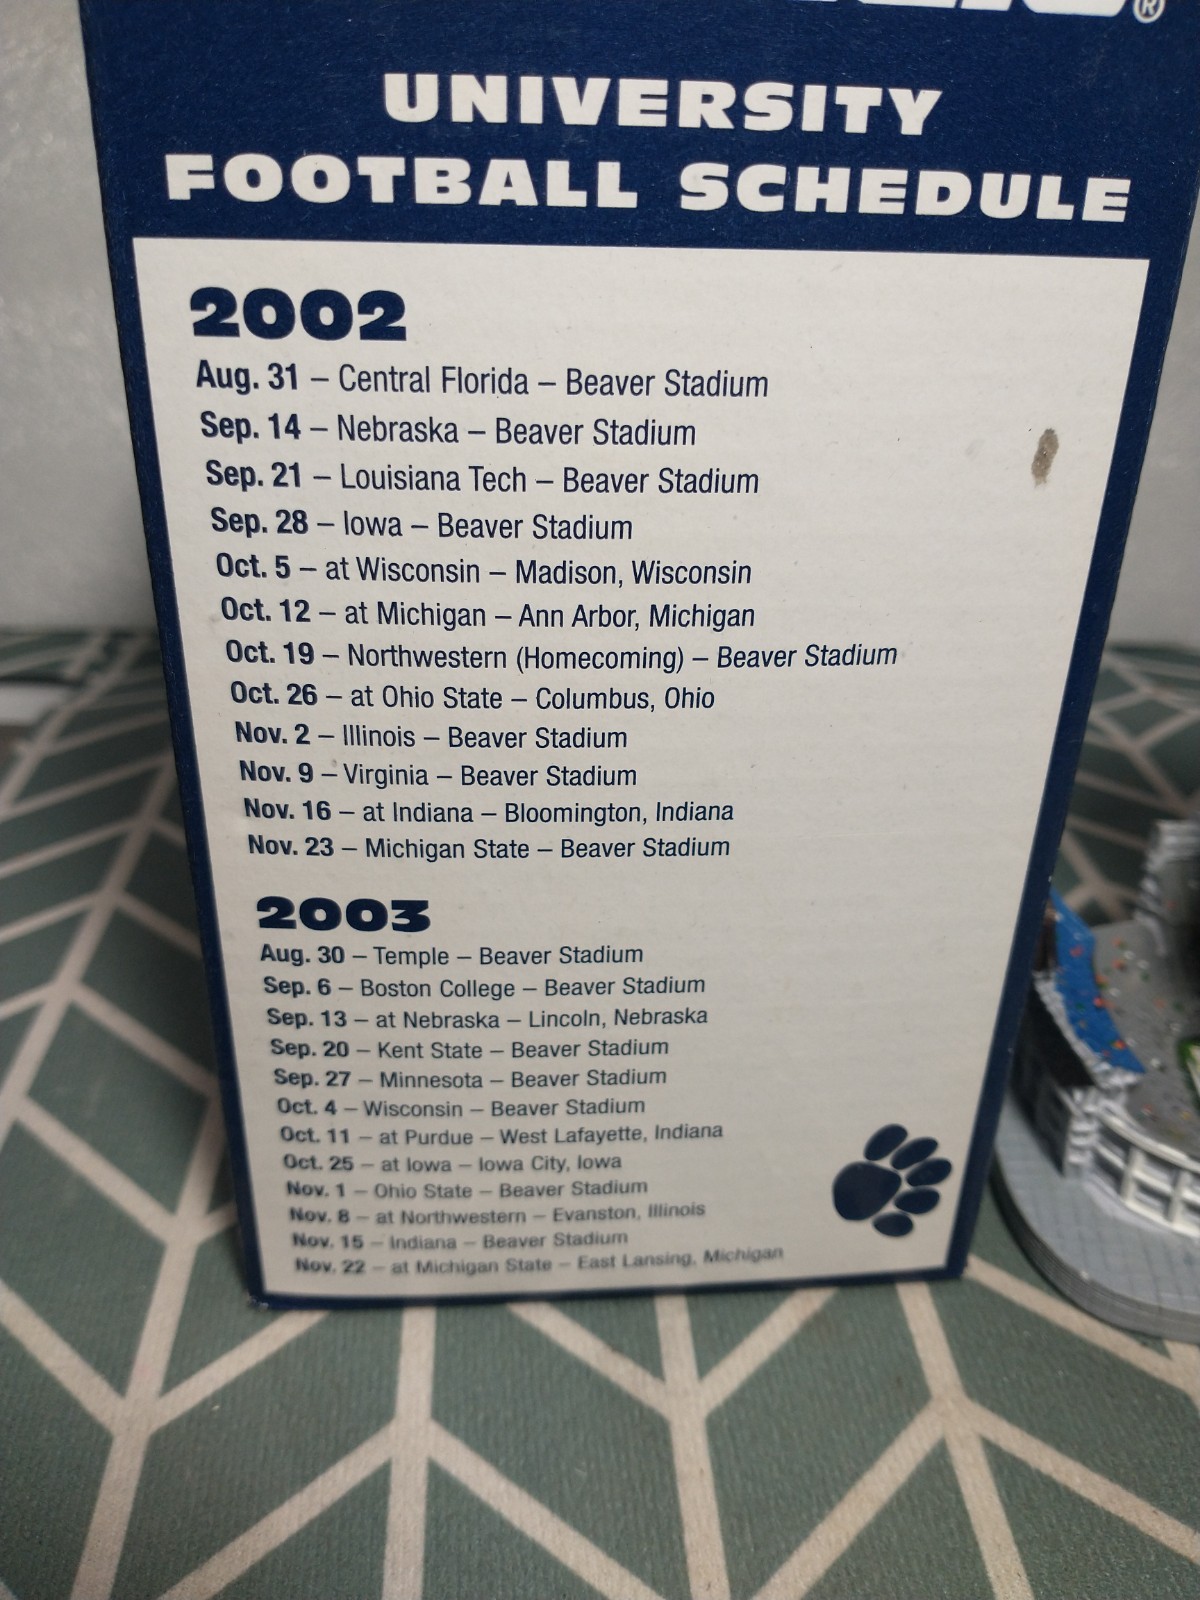 ®
UNIVERSITY
FOOTBALL SCHEDULE
2002
Aug. 31 – Central Florida – Beaver Stadium
Sep. 14 – Nebraska – Beaver Stadium
Sep. 21 – Louisiana Tech – Beaver Stadium
Sep. 28 – Iowa – Beaver Stadium
Oct. 5 – at Wisconsin – Madison, Wisconsin
Oct. 12 – at Michigan – Ann Arbor, Michigan
Oct. 19 – Northwestern (Homecoming) – Beaver Stadium
Oct. 26 – at Ohio State – Columbus, Ohio
Nov. 2 – Illinois – Beaver Stadium
Nov. 9 – Virginia – Beaver Stadium
Nov. 16 – at Indiana – Bloomington, Indiana
Nov. 23 – Michigan State – Beaver Stadium
2003
Aug. 30 – Temple – Beaver Stadium
Sep. 6 – Boston College – Beaver Stadium
Sep. 13 – at Nebraska – Lincoln, Nebraska
Sep. 20 – Kent State – Beaver Stadium
Sep. 27 – Minnesota – Beaver Stadium
Oct. 4 – Wisconsin – Beaver Stadium
Oct. 11 – at Purdue – West Lafayette, Indiana
Oct. 25 – at Iowa – Iowa City, Iowa
Nov. 1 – Ohio State – Beaver Stadium
Nov. 8 – at Northwestern – Evanston, Illinois
Nov. 15 – Indiana – Beaver Stadium
Nov. 22 – at Michigan State – East Lansing, Michigan